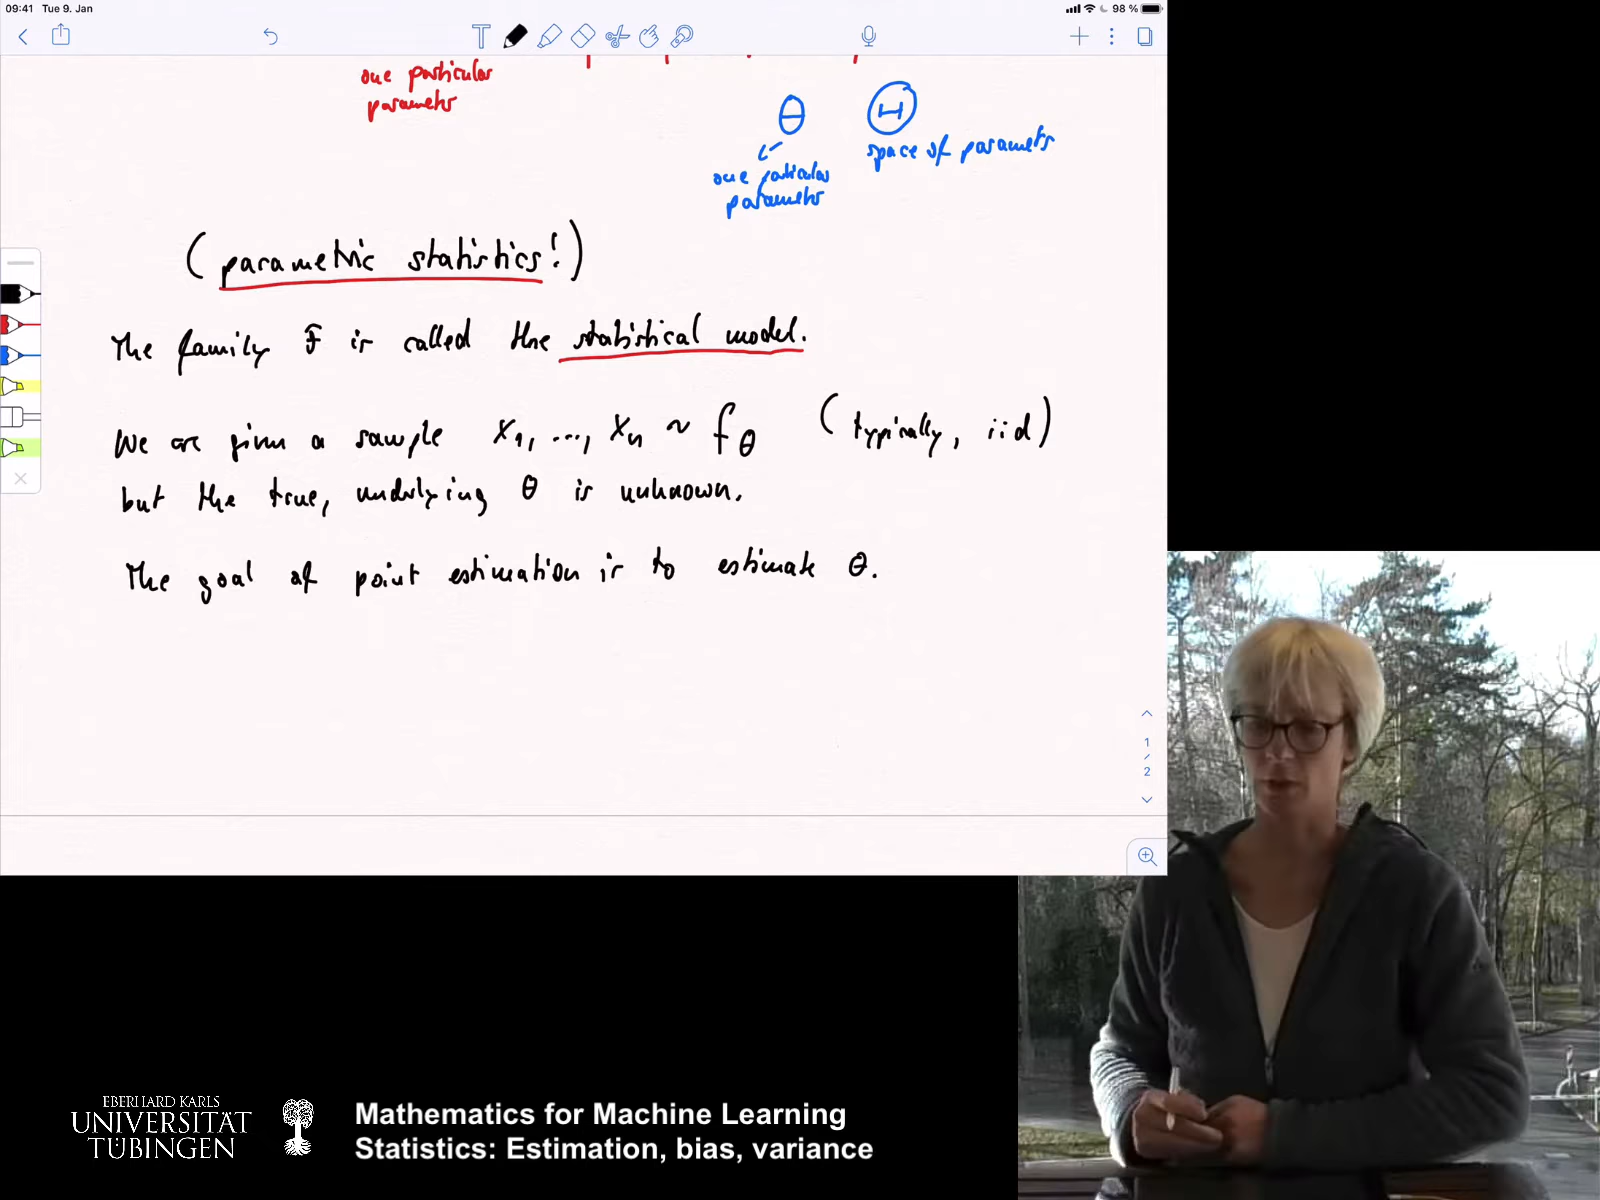 09:41 Tue 9. Jan
98 %
T
one particular
parameter
θ Θ
space of parameters
one particular
parameter
(parametric statistics!)
The family F is called the statistical model.
We are given a sample X₁, ..., Xₙ ~ f_θ (typically, iid)
but the true, underlying θ is unknown.
The goal of point estimation is to estimate θ.
1
/
2
EBERHARD KARLS
UNIVERSITÄT
TÜBINGEN
Mathematics for Machine Learning
Statistics: Estimation, bias, variance